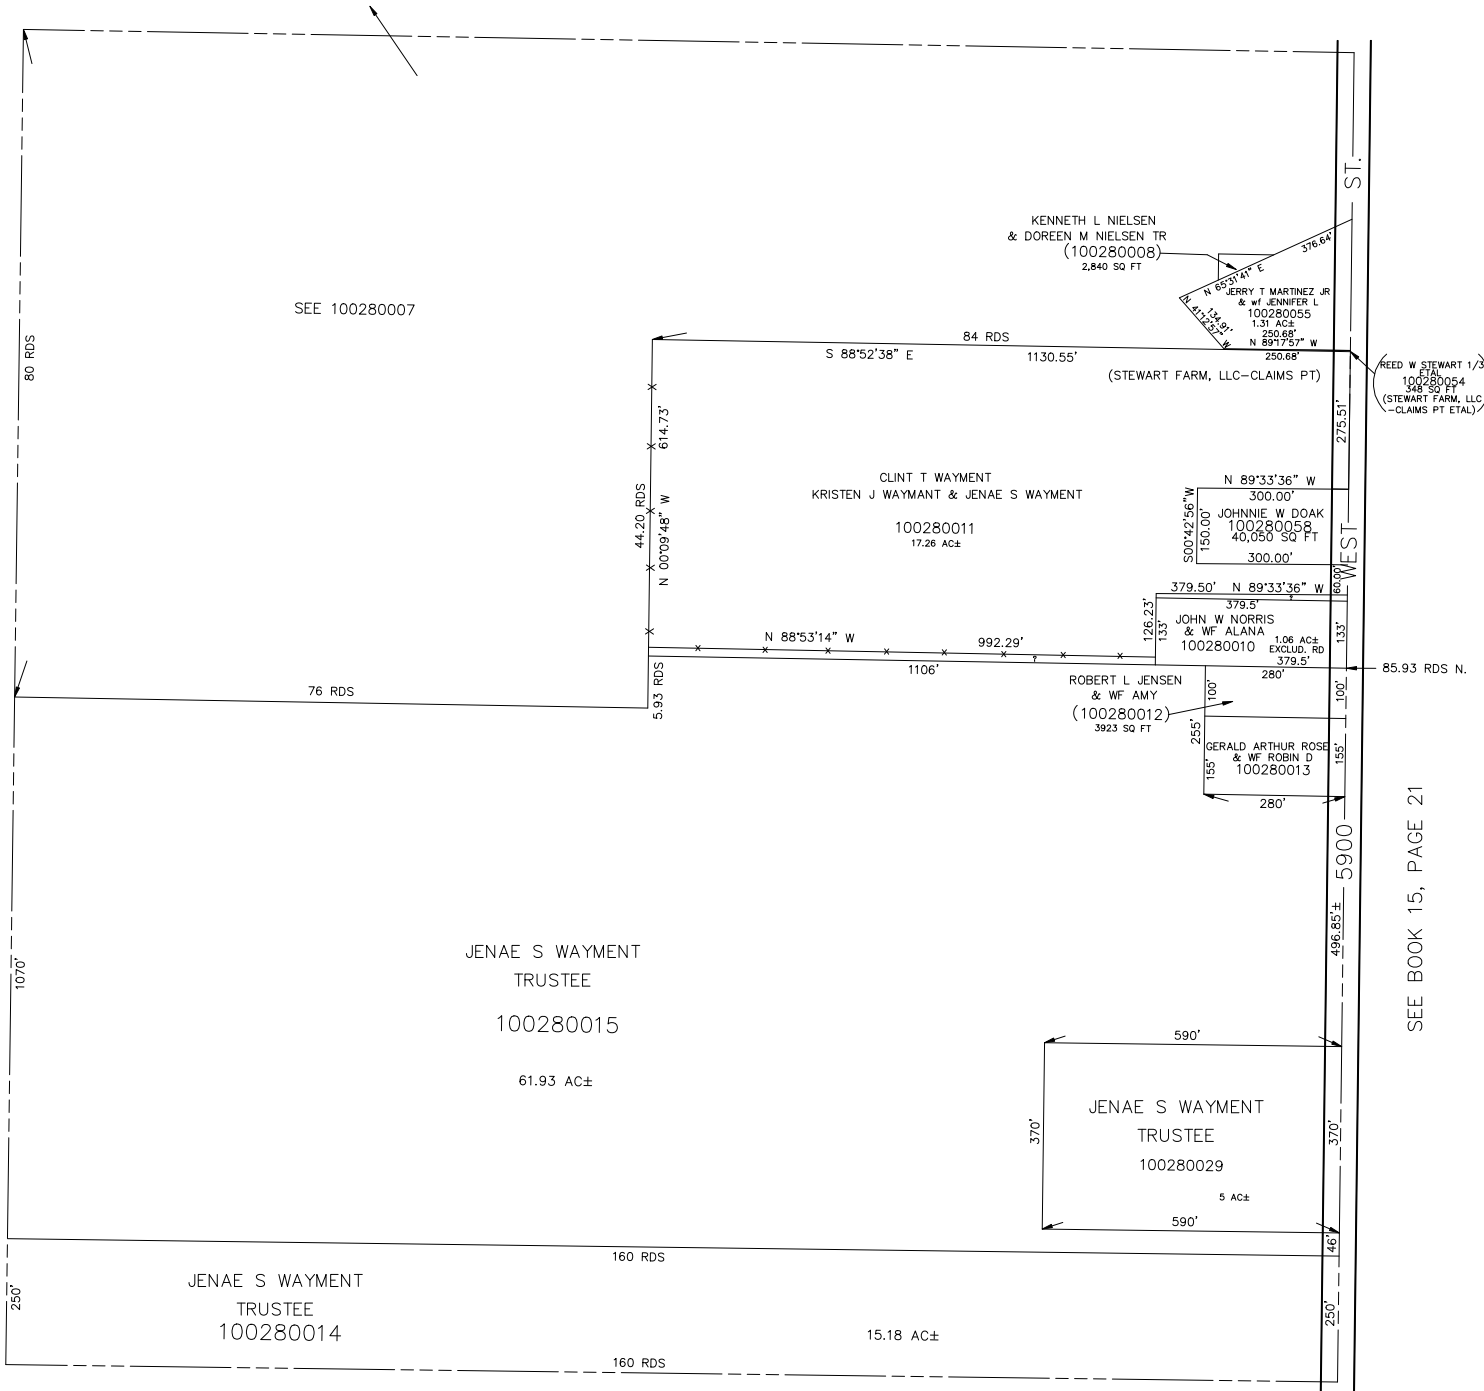 ST.
KENNETH L NIELSEN
& DOREEN M NIELSEN TR
(100280008)
2,840 SQ FT
376.64'
N 65°31'41" E
JERRY T MARTINEZ JR
& wf JENNIFER L
100280055
1.31 AC±
250.68'
N 89°17'57" W
250.68'
134.91'
N 41°12'57" W
SEE 100280007
80 RDS
84 RDS
S 88°52'38" E
1130.55'
(STEWART FARM, LLC-CLAIMS PT)
REED W STEWART 1/3
ETAL
100280054
348 SQ FT
(STEWART FARM, LLC
-CLAIMS PT ETAL)
275.51'
614.73'
44.20 RDS
N 00°09'48" W
CLINT T WAYMENT
KRISTEN J WAYMANT & JENAE S WAYMENT
100280011
17.26 AC±
N 89°33'36" W
300.00'
S00°42'56"W
150.00'
JOHNNIE W DOAK
100280058
40,050 SQ FT
300.00'
WEST
60.00'
379.50' N 89°33'36" W
379.5'
126.23'
133'
JOHN W NORRIS
& WF ALANA
100280010
1.06 AC±
EXCLUD. RD
379.5'
133'
N 88°53'14" W
992.29'
1106'
5.93 RDS
85.93 RDS N.
280'
76 RDS
ROBERT L JENSEN
& WF AMY
(100280012)
3923 SQ FT
100'
100'
255'
GERALD ARTHUR ROSE
& WF ROBIN D
100280013
155'
155'
280'
5900
SEE BOOK 15, PAGE 21
496.85'±
1070'
JENAE S WAYMENT
TRUSTEE
100280015
61.93 AC±
590'
370'
JENAE S WAYMENT
TRUSTEE
100280029
5 AC±
370'
590'
46'
160 RDS
250'
JENAE S WAYMENT
TRUSTEE
100280014
15.18 AC±
250'
160 RDS